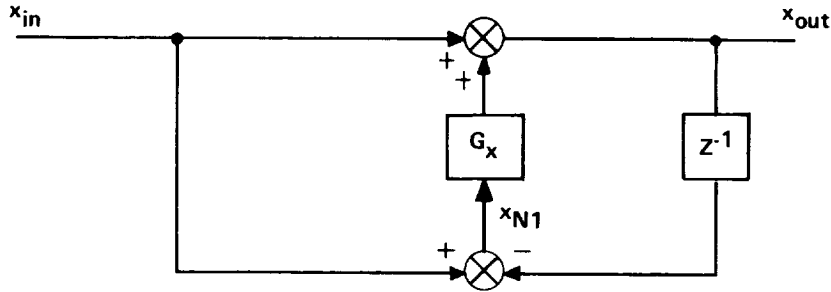 x_in
x_out
+
+
G_x
Z^-1
x_N1
+
−